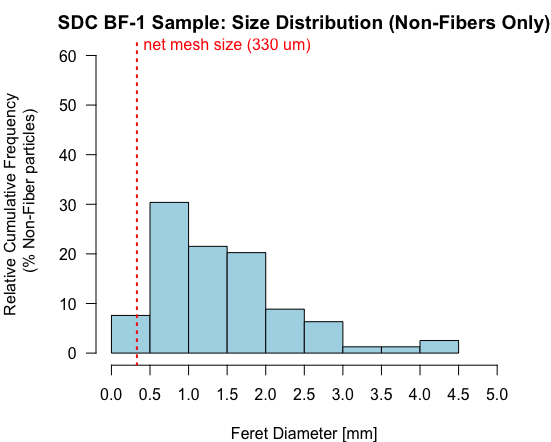 SDC BF-1 Sample: Size Distribution (Non-Fibers Only)
net mesh size (330 um)
Relative Cumulative Frequency
(% Non-Fiber particles)
60
50
40
30
20
10
0
0.0 0.5 1.0 1.5 2.0 2.5 3.0 3.5 4.0 4.5 5.0
Feret Diameter [mm]